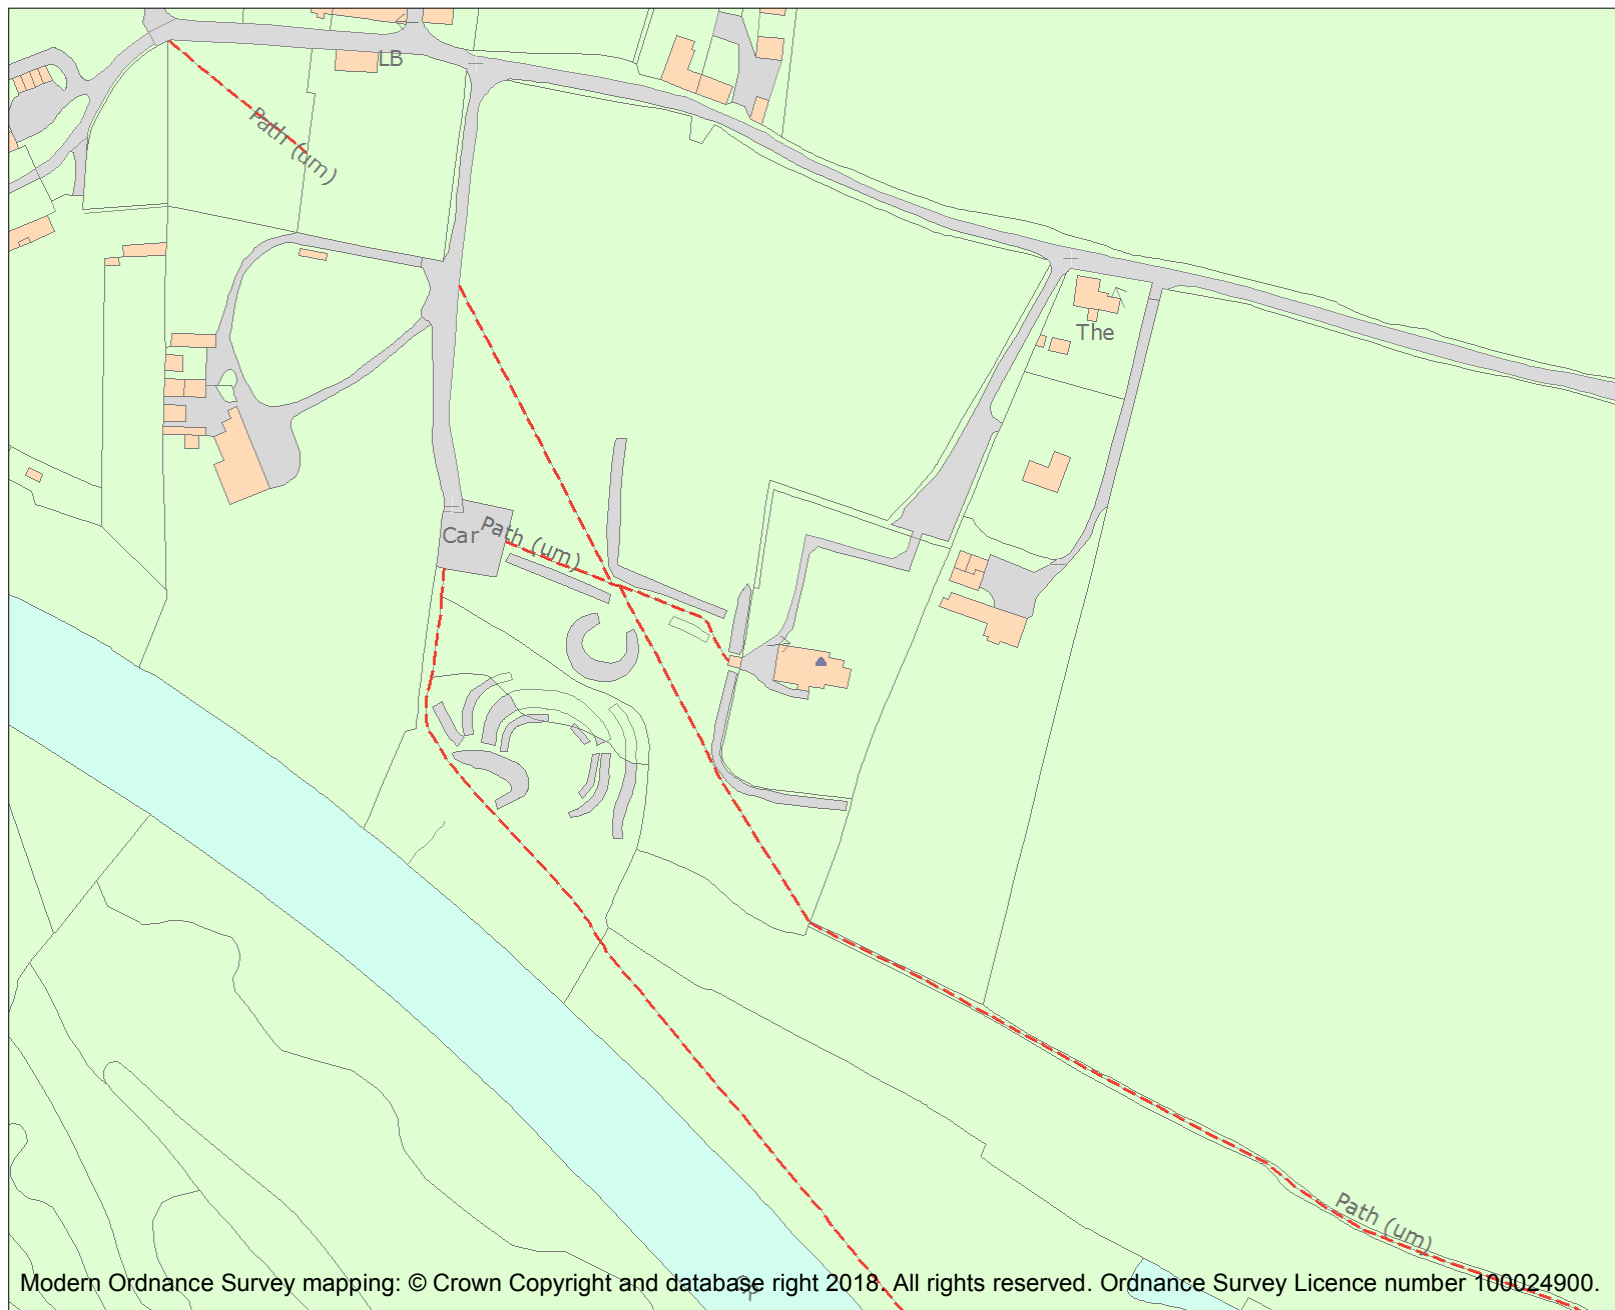 LB
Path (um)
The
Car
Path (um)
Path (um)
Modern Ordnance Survey mapping: © Crown Copyright and database right 2018. All rights reserved. Ordnance Survey Licence number 100024900.